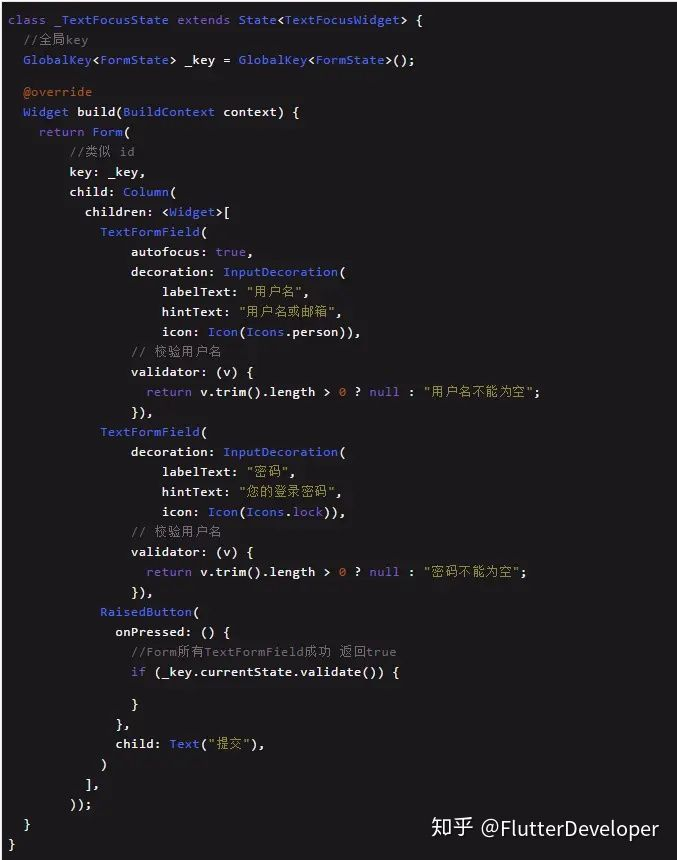 class _TextFocusState extends State<TextFocusWidget> {
  //全局key
  GlobalKey<FormState> _key = GlobalKey<FormState>();

  @override
  Widget build(BuildContext context) {
    return Form(
        //类似 id
        key: _key,
        child: Column(
          children: <Widget>[
            TextFormField(
                autofocus: true,
                decoration: InputDecoration(
                    labelText: "用户名",
                    hintText: "用户名或邮箱",
                    icon: Icon(Icons.person)),
                // 校验用户名
                validator: (v) {
                  return v.trim().length > 0 ? null : "用户名不能为空";
                }),
            TextFormField(
                decoration: InputDecoration(
                    labelText: "密码",
                    hintText: "您的登录密码",
                    icon: Icon(Icons.lock)),
                // 校验用户名
                validator: (v) {
                  return v.trim().length > 0 ? null : "密码不能为空";
                }),
            RaisedButton(
              onPressed: () {
                //Form所有TextFormField成功 返回true
                if (_key.currentState.validate()) {

                }
              },
              child: Text("提交"),
            )
          ],
        ));
  }
}
知乎 @FlutterDeveloper